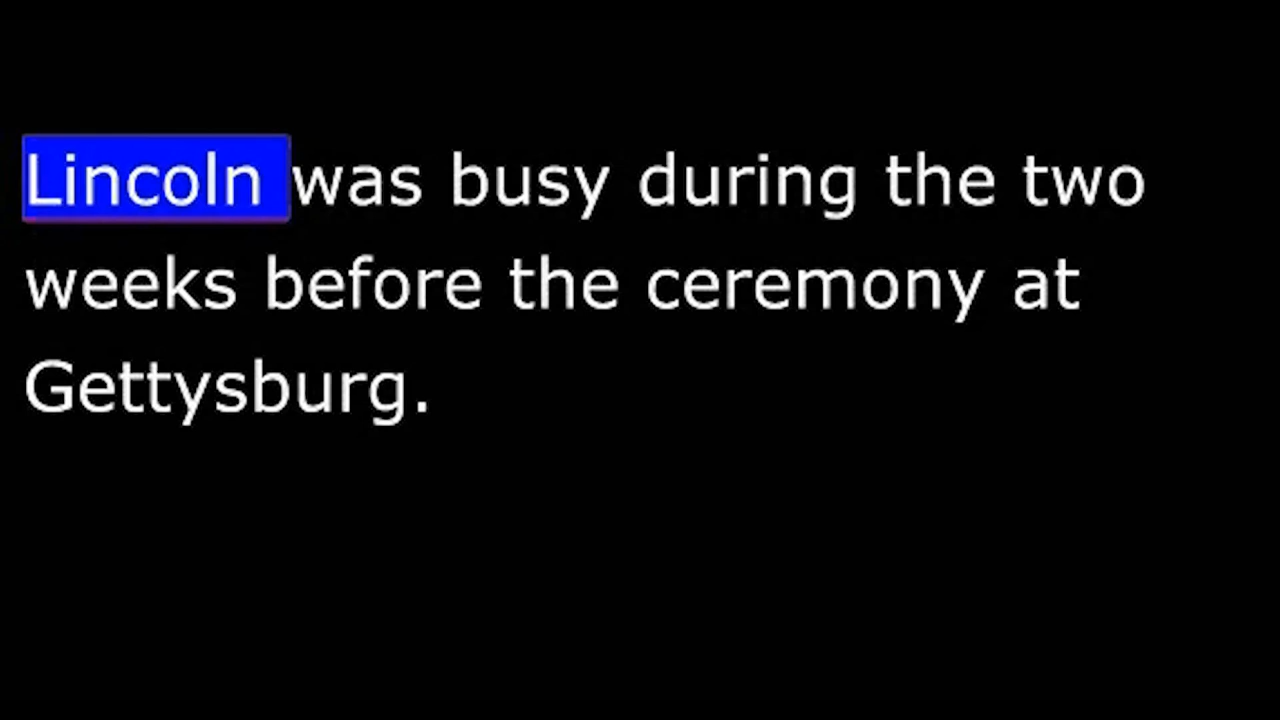 Lincoln was busy during the two
weeks before the ceremony at
Gettysburg.